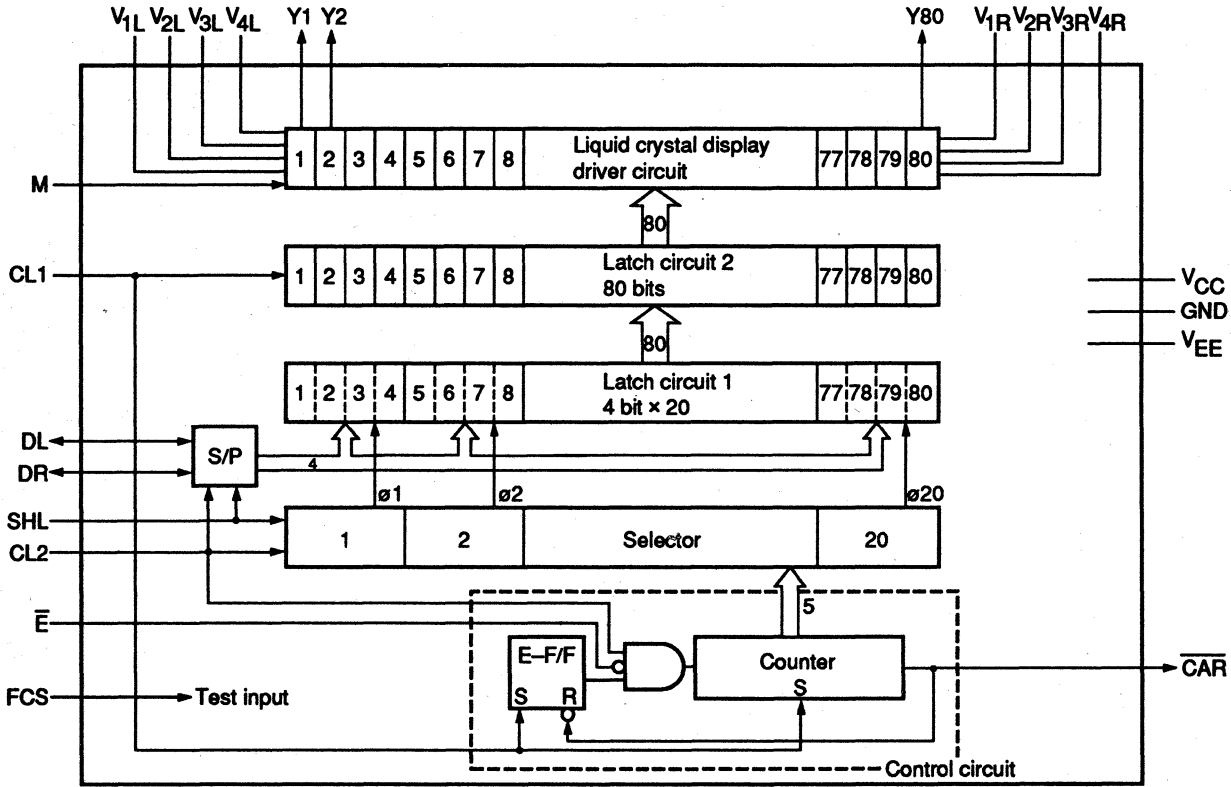 V1L V2L V3L V4L Y1 Y2 Y80 V1R V2R V3R V4R
1 2 3 4 5 6 7 8 Liquid crystal display driver circuit 77 78 79 80
M
80
CL1
1 2 3 4 5 6 7 8 Latch circuit 2 80 bits 77 78 79 80
VCC
GND
VEE
80
1 2 3 4 5 6 7 8 Latch circuit 1 4 bit × 20 77 78 79 80
DL
DR
S/P
4
ø1 ø2 ø20
SHL
CL2
1 2 Selector 20
5
E̅
E–F/F
S R
Counter
S
C̅A̅R̅
FCS Test input
Control circuit